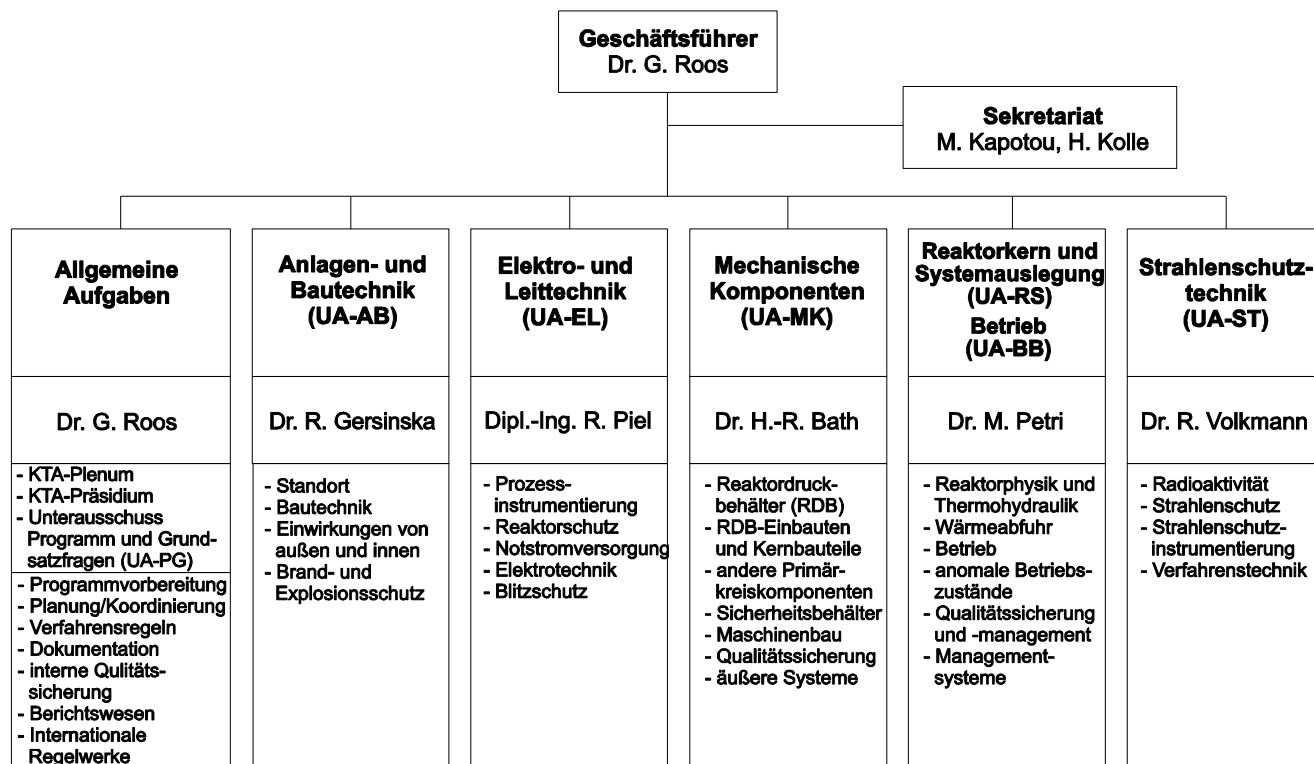 Geschäftsführer
Dr. G. Roos
Sekretariat
M. Kapotou, H. Kolle
Allgemeine
Aufgaben
Dr. G. Roos
- KTA-Plenum
- KTA-Präsidium
- Unterausschuss
Programm und Grund-
satzfragen (UA-PG)
- Programmvorbereitung
- Planung/Koordinierung
- Verfahrensregeln
- Dokumentation
- interne Qulitäts-
sicherung
- Berichtswesen
- Internationale
Regelwerke
Anlagen- und
Bautechnik
(UA-AB)
Dr. R. Gersinska
- Standort
- Bautechnik
- Einwirkungen von
außen und innen
- Brand- und
Explosionsschutz
Elektro- und
Leittechnik
(UA-EL)
Dipl.-Ing. R. Piel
- Prozess-
instrumentierung
- Reaktorschutz
- Notstromversorgung
- Elektrotechnik
- Blitzschutz
Mechanische
Komponenten
(UA-MK)
Dr. H.-R. Bath
- Reaktordruck-
behälter (RDB)
- RDB-Einbauten
und Kernbauteile
- andere Primär-
kreiskomponenten
- Sicherheitsbehälter
- Maschinenbau
- Qualitätssicherung
- äußere Systeme
Reaktorkern und
Systemauslegung
(UA-RS)
Betrieb
(UA-BB)
Dr. M. Petri
- Reaktorphysik und
Thermohydraulik
- Wärmeabfuhr
- Betrieb
- anomale Betriebs-
zustände
- Qualitätssicherung
und -management
- Management-
systeme
Strahlenschutz-
technik
(UA-ST)
Dr. R. Volkmann
- Radioaktivität
- Strahlenschutz
- Strahlenschutz-
instrumentierung
- Verfahrenstechnik